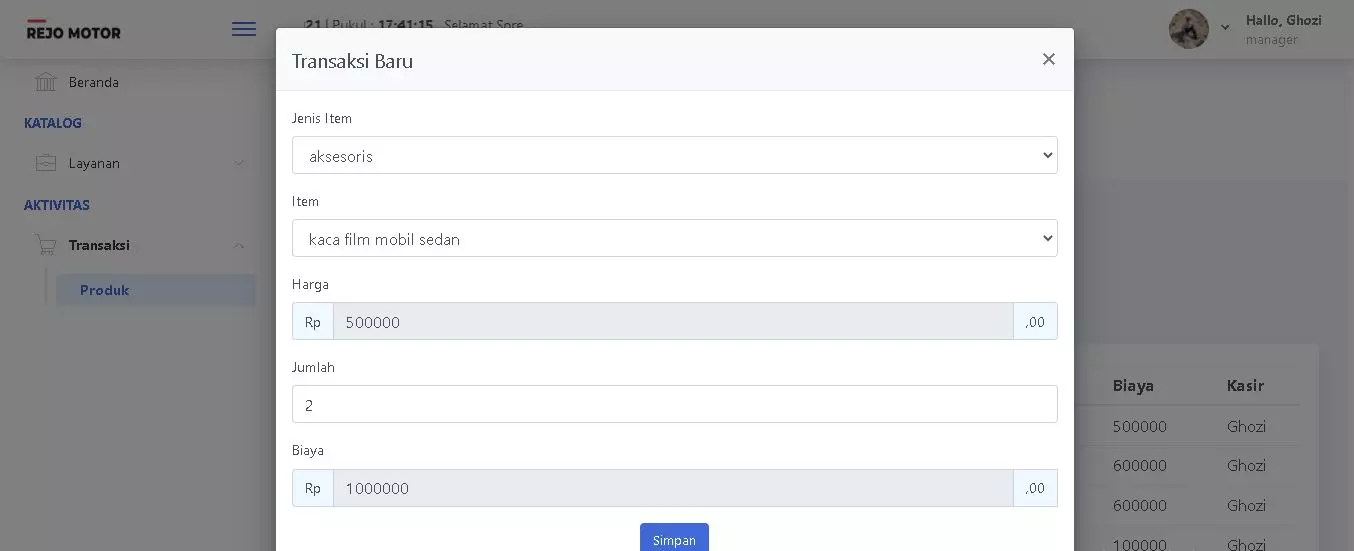 REJO MOTOR
21 | Pukul : 17:41:15 Selamat Sore
Hallo, Ghozi
manager
Beranda
KATALOG
Layanan
AKTIVITAS
Transaksi
Produk
Transaksi Baru
×
Jenis Item
aksesoris
Item
kaca film mobil sedan
Harga
Rp 500000 ,00
Jumlah
2
Biaya
Rp 1000000 ,00
Simpan
Biaya Kasir
500000 Ghozi
600000 Ghozi
600000 Ghozi
100000 Ghozi